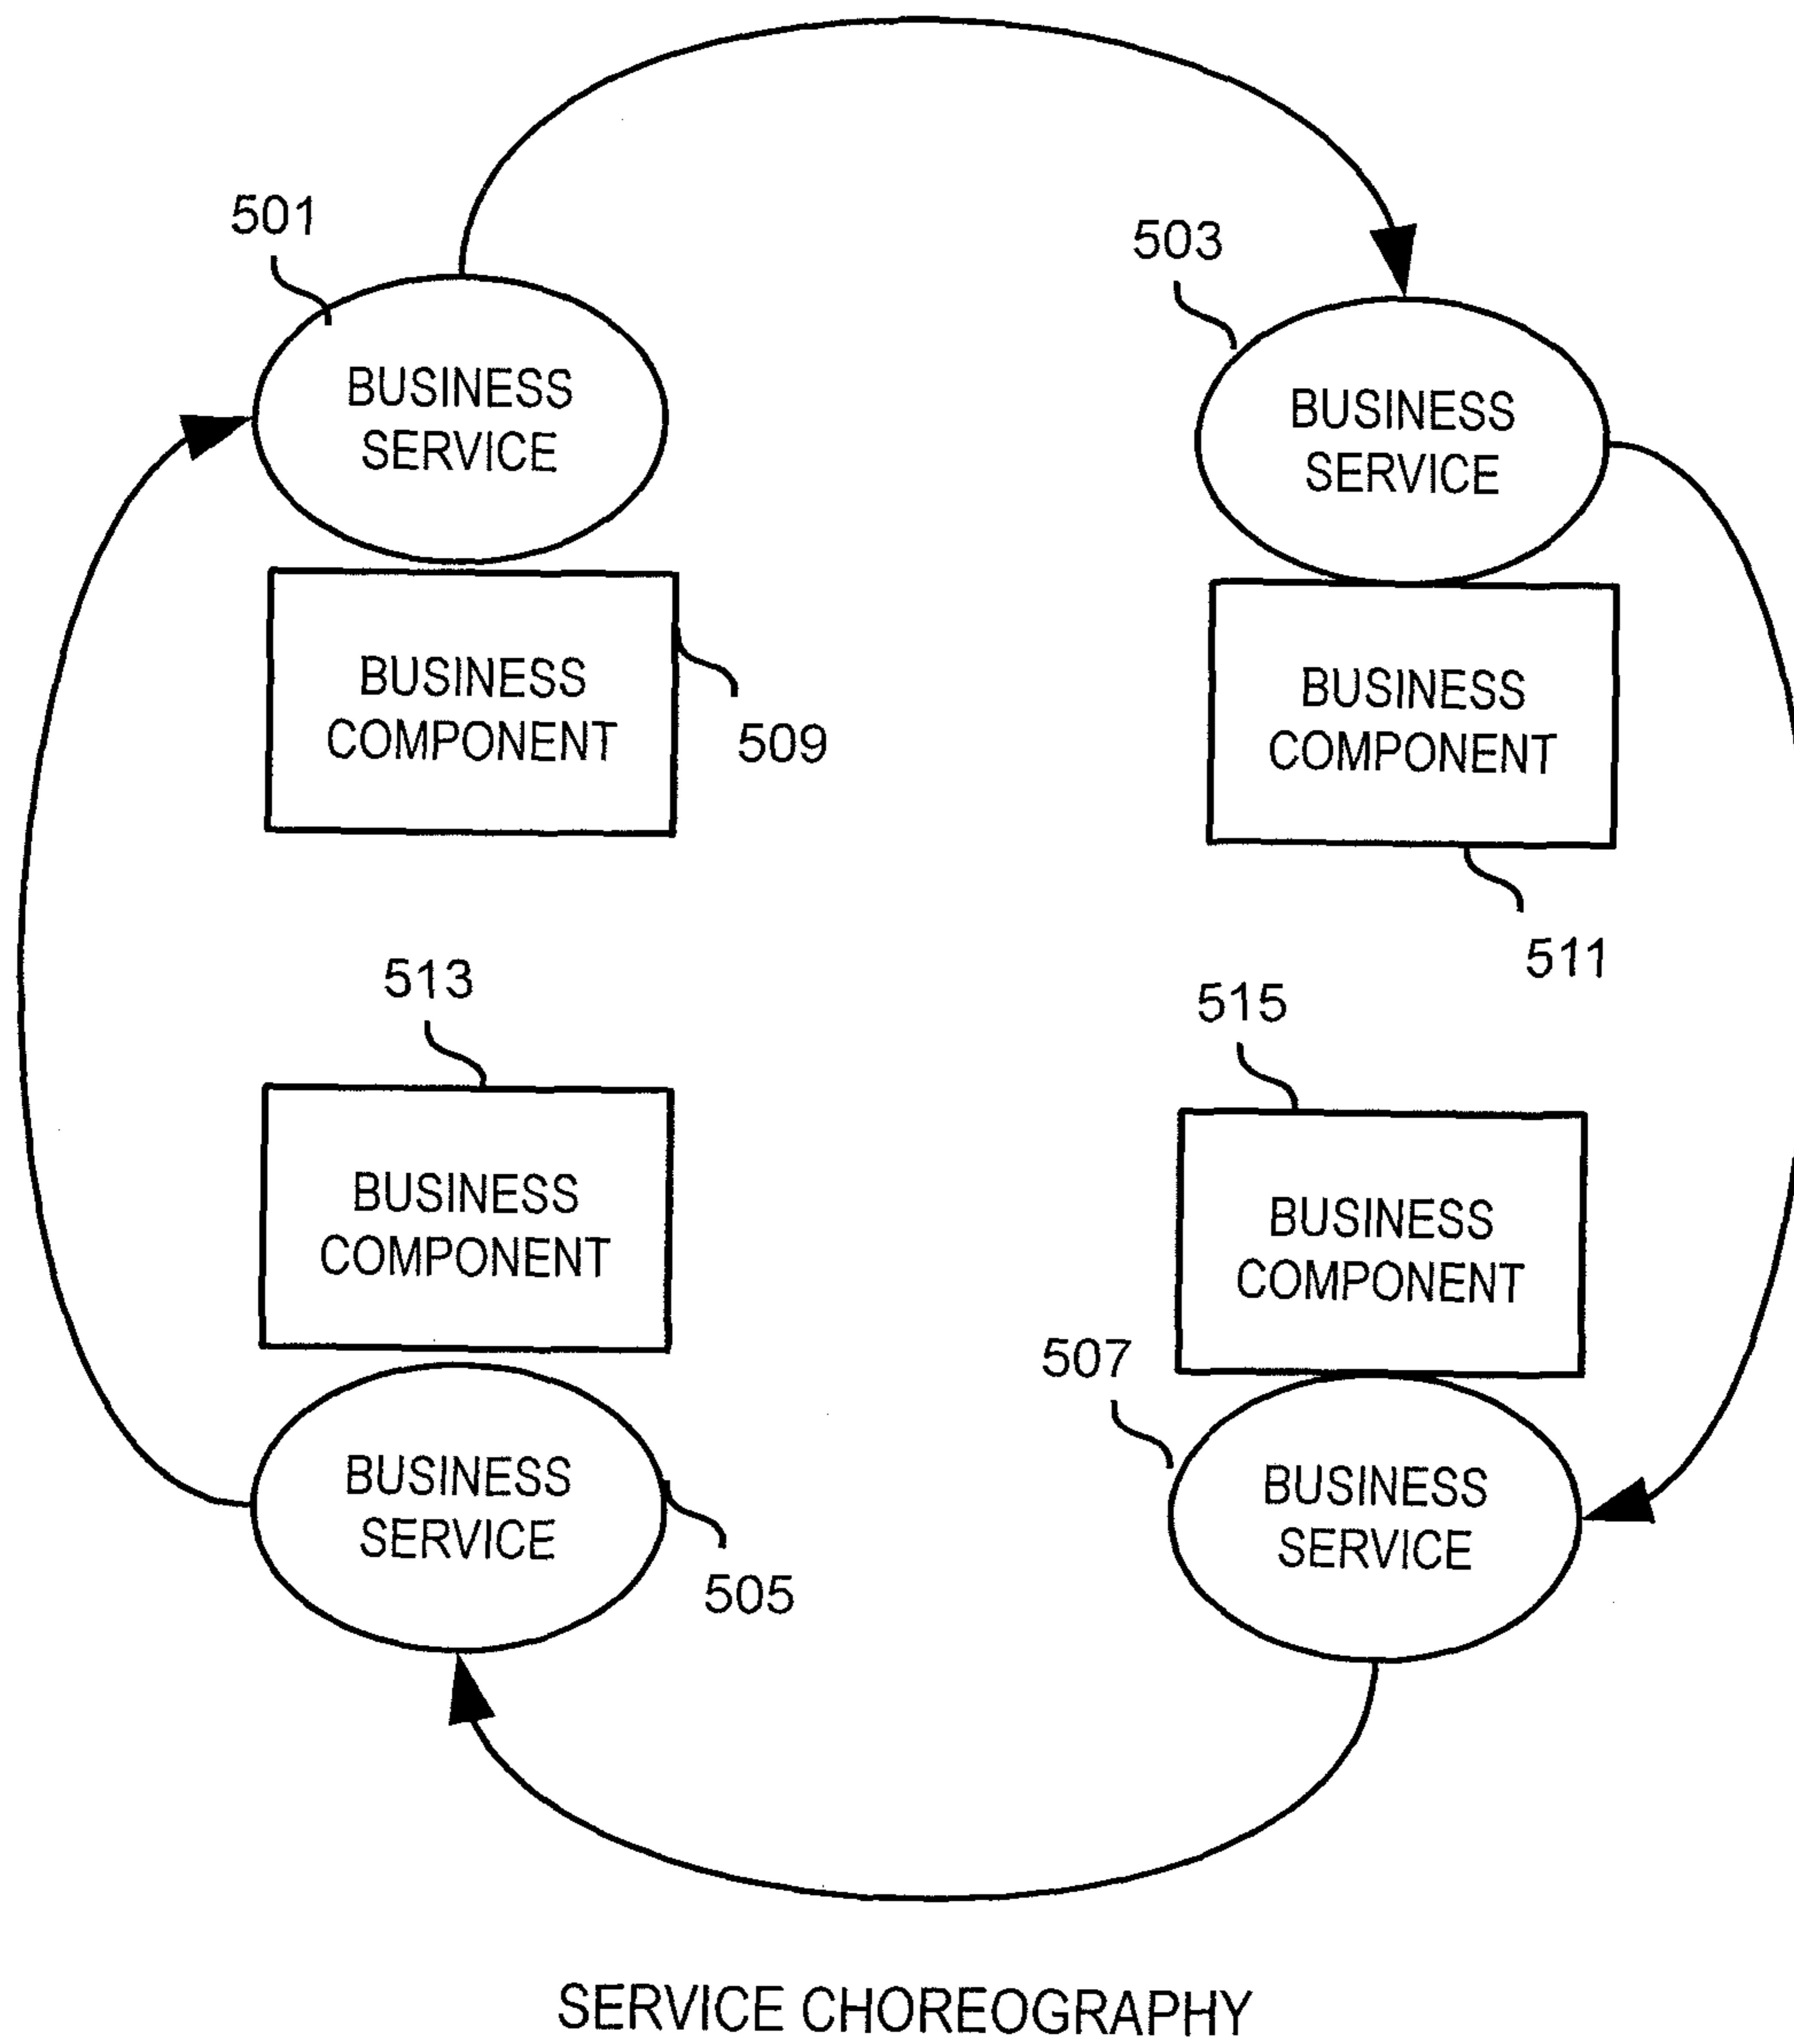 501
503
BUSINESS
SERVICE
BUSINESS
SERVICE
BUSINESS
COMPONENT
509
BUSINESS
COMPONENT
511
513
515
BUSINESS
COMPONENT
BUSINESS
COMPONENT
507
BUSINESS
SERVICE
505
BUSINESS
SERVICE
SERVICE CHOREOGRAPHY